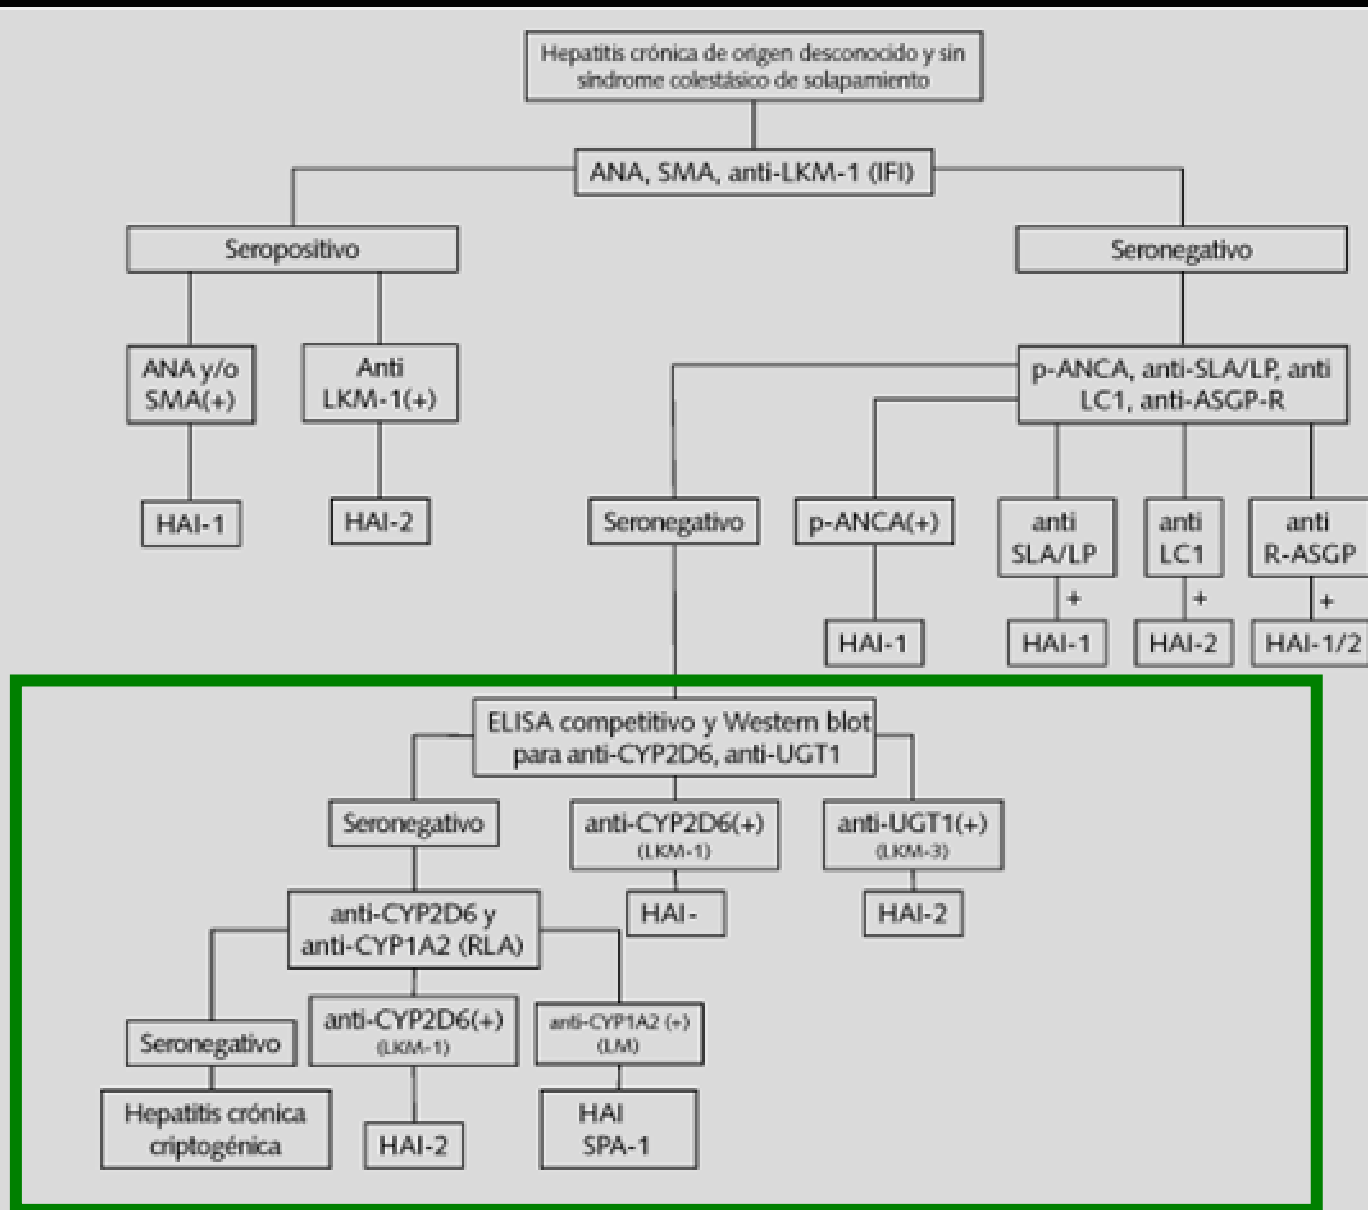 Hepatitis crónica de origen desconocido y sin
síndrome colestásico de solapamiento
ANA, SMA, anti-LKM-1 (IFI)
Seropositivo
Seronegativo
ANA y/o
SMA(+)
Anti
LKM-1(+)
p-ANCA, anti-SLA/LP, anti
LC1, anti-ASGP-R
HAI-1
HAI-2
Seronegativo
p-ANCA(+)
anti
SLA/LP
anti
LC1
anti
R-ASGP
+
+
+
HAI-1
HAI-1
HAI-2
HAI-1/2
ELISA competitivo y Western blot
para anti-CYP2D6, anti-UGT1
Seronegativo
anti-CYP2D6(+)
(LKM-1)
anti-UGT1(+)
(LKM-3)
HAI-
HAI-2
anti-CYP2D6 y
anti-CYP1A2 (RLA)
Seronegativo
anti-CYP2D6(+)
(LKM-1)
anti-CYP1A2 (+)
(LM)
Hepatitis crónica
criptogénica
HAI-2
HAI
SPA-1